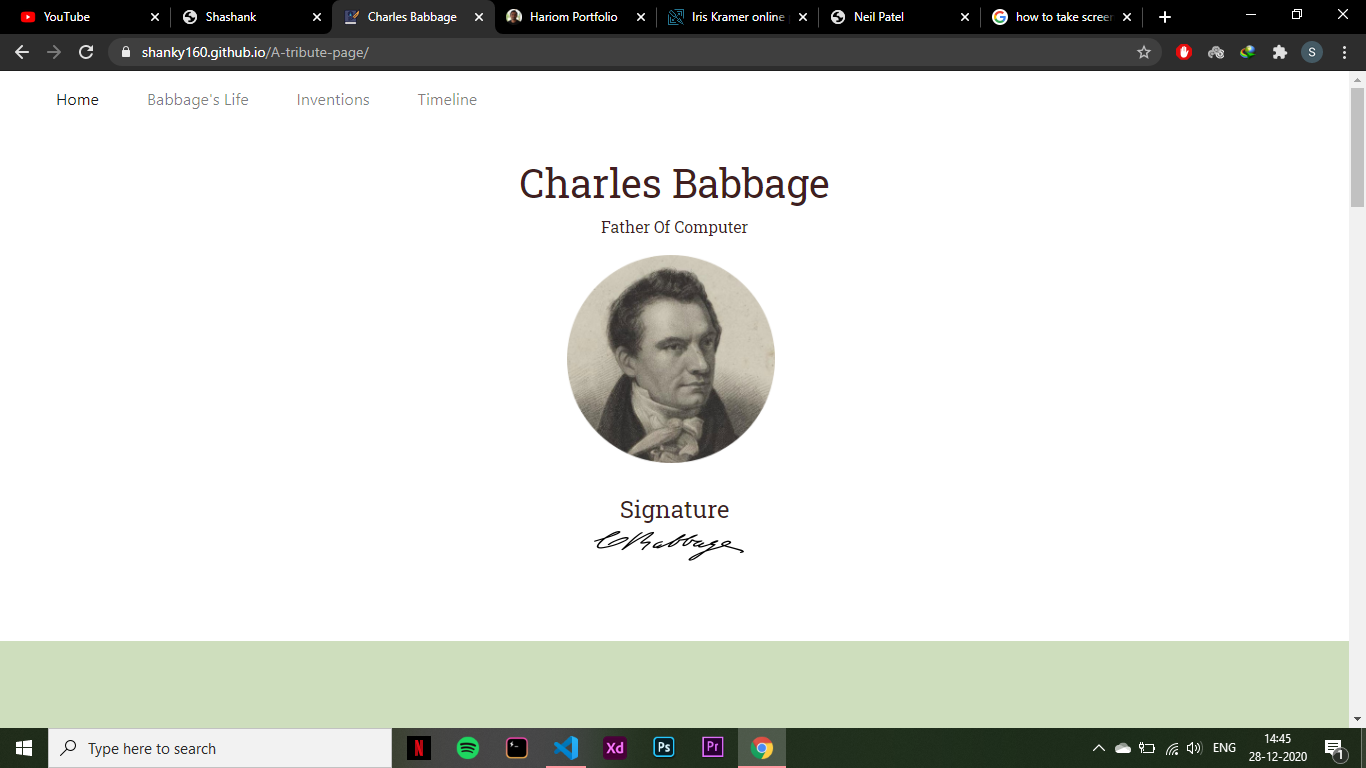 YouTube
Shashank
Charles Babbage
Hariom Portfolio
Iris Kramer online
Neil Patel
how to take screen
shanky160.github.io/A-tribute-page/
S
Home
Babbage's Life
Inventions
Timeline
Charles Babbage
Father Of Computer
Signature
C Babbage
Type here to search
N
Xd
Ps
Pr
ENG
14:45
28-12-2020
1